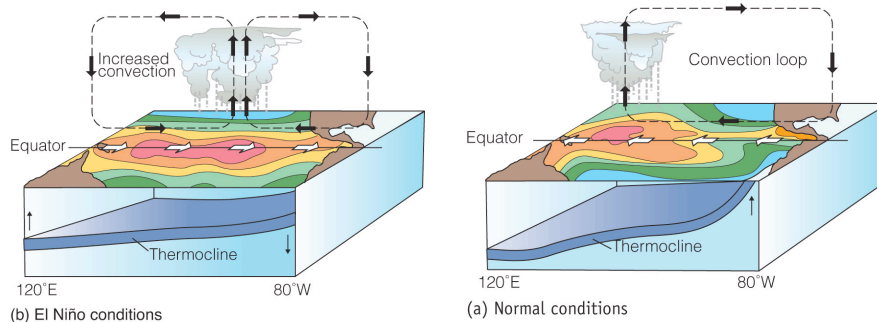 Increased
convection
Equator
Thermocline
120°E
80°W
(b) El Niño conditions
Convection loop
Equator
Thermocline
120°E
80°W
(a) Normal conditions